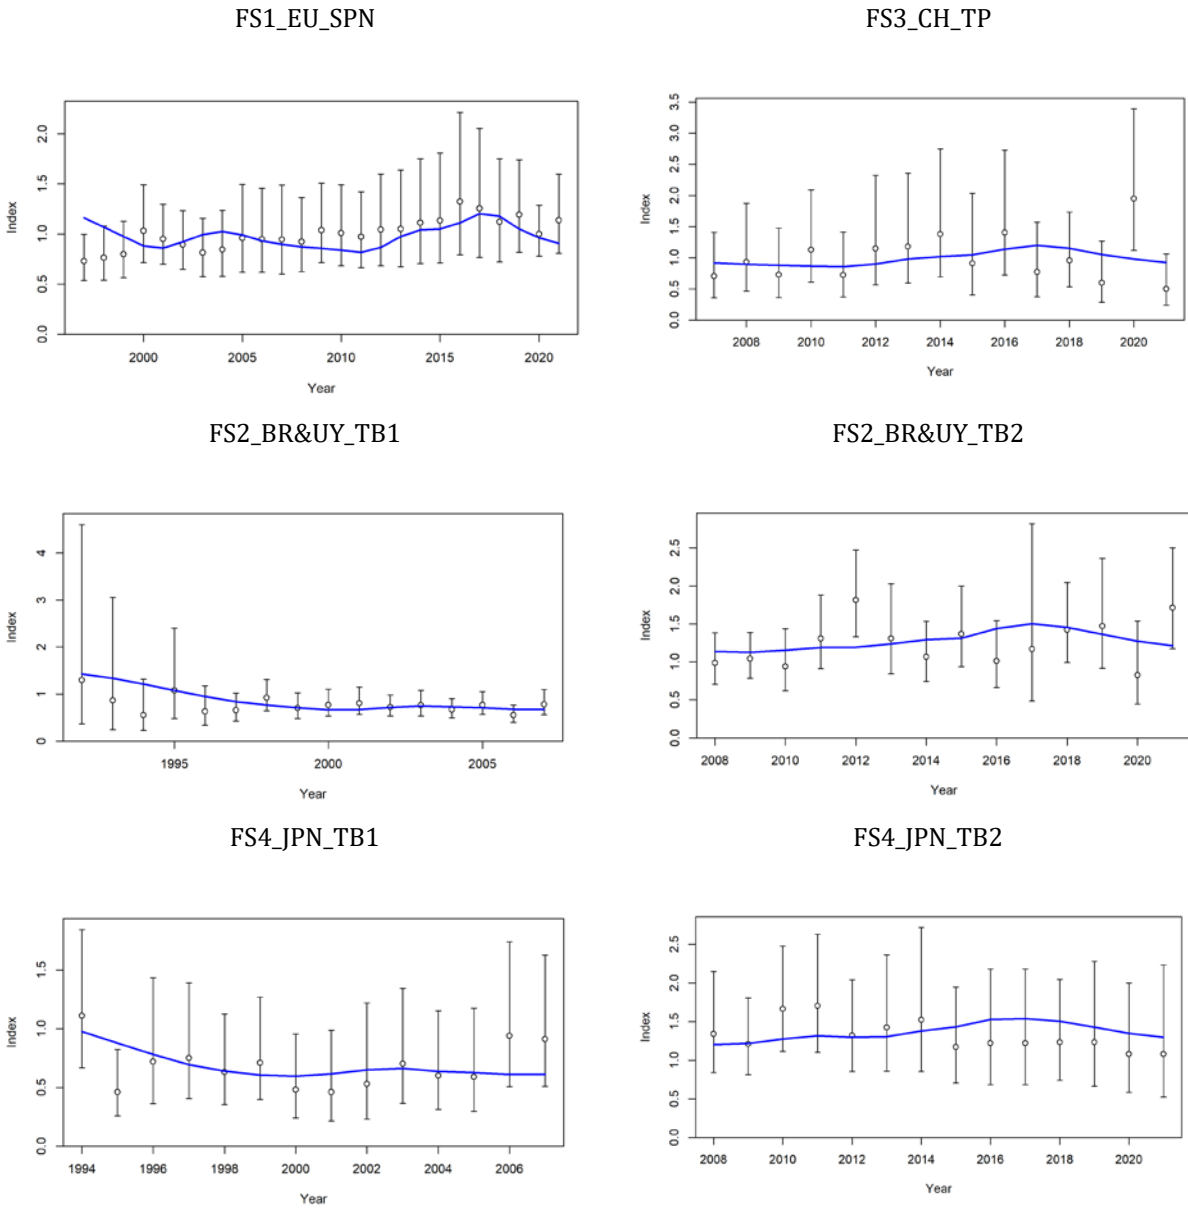 FS1_EU_SPN
FS3_CH_TP
Index
0.0 0.5 1.0 1.5 2.0
2000 2005 2010 2015 2020
Year
Index
0.0 0.5 1.0 1.5 2.0 2.5 3.0 3.5
2008 2010 2012 2014 2016 2018 2020
Year
FS2_BR&UY_TB1
FS2_BR&UY_TB2
Index
0 1 2 3 4
1995 2000 2005
Year
Index
0.0 0.5 1.0 1.5 2.0 2.5
2008 2010 2012 2014 2016 2018 2020
Year
FS4_JPN_TB1
FS4_JPN_TB2
Index
0.0 0.5 1.0 1.5
1994 1996 1998 2000 2002 2004 2006
Year
Index
0.0 0.5 1.0 1.5 2.0 2.5
2008 2010 2012 2014 2016 2018 2020
Year